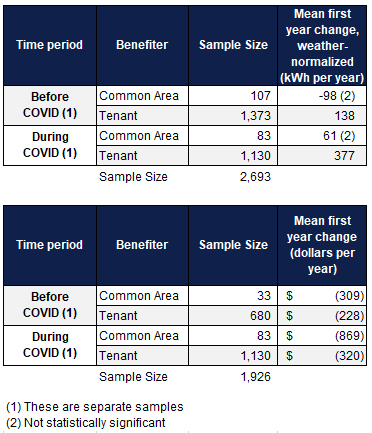 Time period Benefiter Sample Size Mean first year change, weather-normalized (kWh per year)
Before COVID (1) Common Area 107 -98 (2)
Tenant 1,373 138
During COVID (1) Common Area 83 61 (2)
Tenant 1,130 377
Sample Size 2,693
Time period Benefiter Sample Size Mean first year change (dollars per year)
Before COVID (1) Common Area 33 $ (309)
Tenant 680 $ (228)
During COVID (1) Common Area 83 $ (869)
Tenant 1,130 $ (320)
Sample Size 1,926
(1) These are separate samples
(2) Not statistically significant